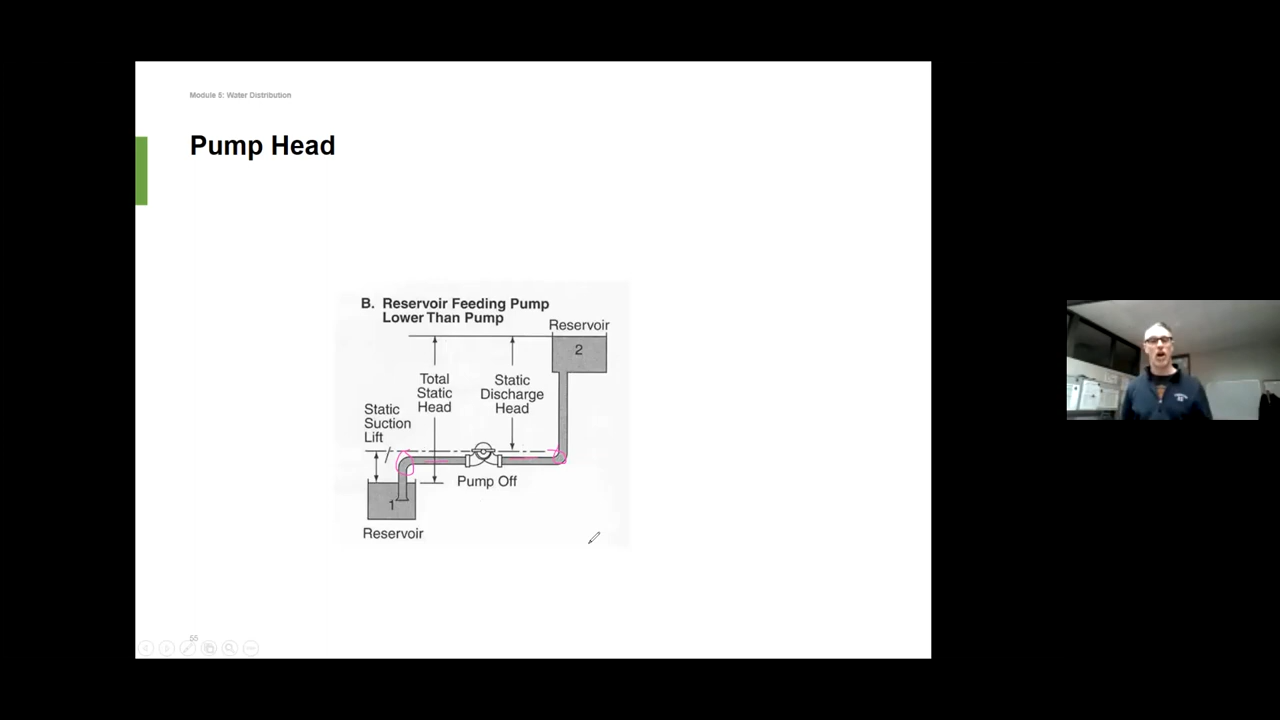 Module 5: Water Distribution
Pump Head
B. Reservoir Feeding Pump
Lower Than Pump
Reservoir
2
Total
Static
Head
Static
Discharge
Head
Static
Suction
Lift
Pump Off
1
Reservoir
55